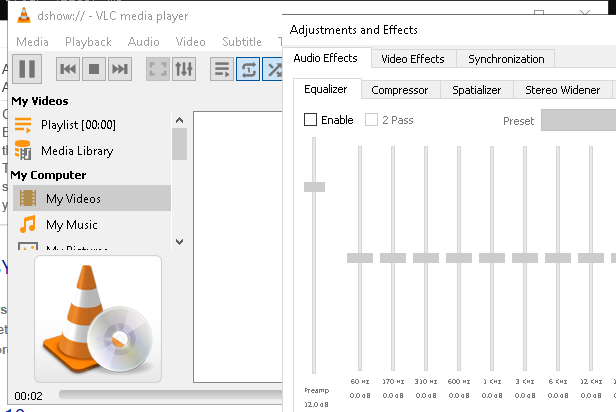 dshow:// - VLC media player
Media Playback Audio Video Subtitle T
My Videos
Playlist [00:00]
Media Library
My Computer
My Videos
My Music
My Pictures
00:02
Adjustments and Effects
Audio Effects Video Effects Synchronization
Equalizer Compressor Spatializer Stereo Widener
Enable 2 Pass Preset
60 Hz 170 Hz 310 Hz 600 Hz 1 KHz 3 KHz 6 KHz 12 KHz
Preamp 0.0 dB 0.0 dB 0.0 dB 0.0 dB 0.0 dB 0.0 dB 0.0 dB 0.0 dB
12.0 dB